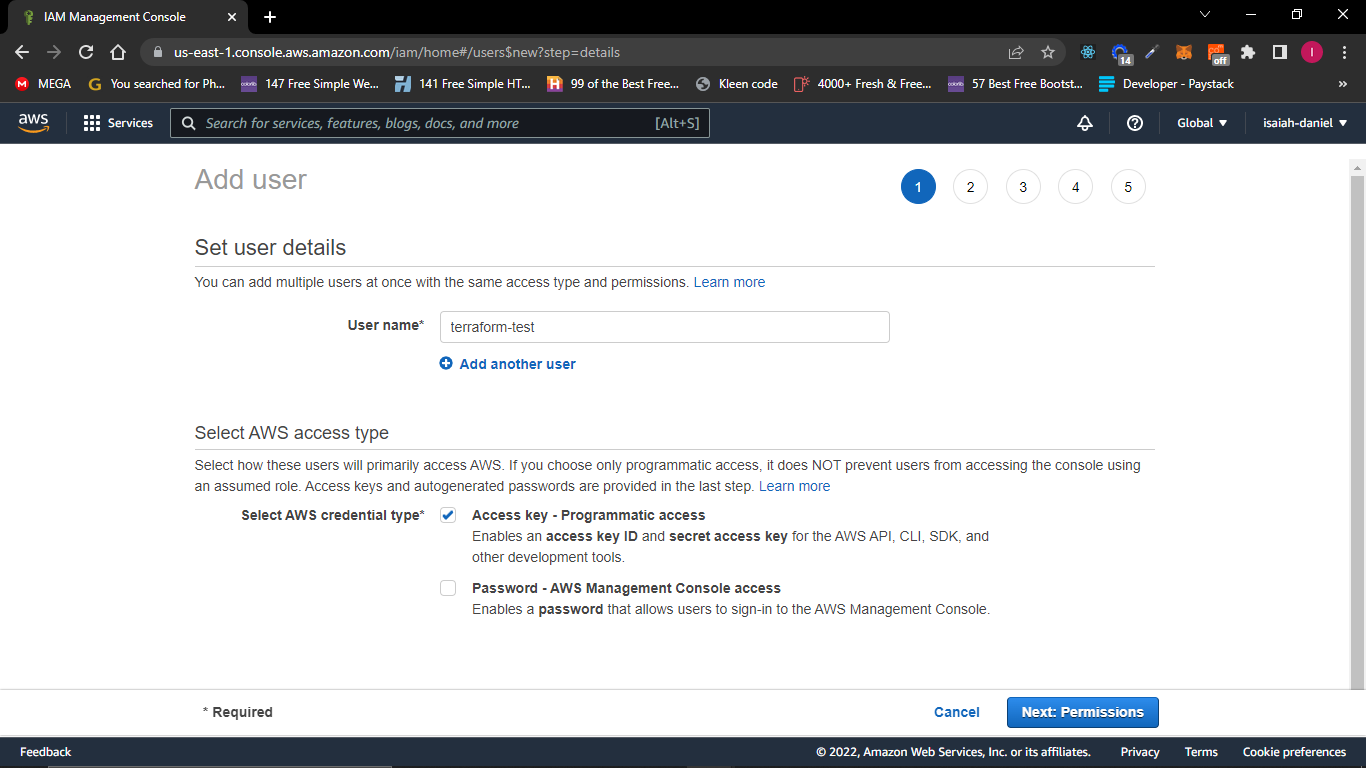 IAM Management Console
us-east-1.console.aws.amazon.com/iam/home#/users$new?step=details
14
off
I
M MEGA
G You searched for Ph...
colorlib 147 Free Simple We...
141 Free Simple HT...
H 99 of the Best Free...
Kleen code
4000+ Fresh & Free...
colorlib 57 Best Free Bootst...
Developer - Paystack
»
aws
Services
Search for services, features, blogs, docs, and more [Alt+S]
Global
isaiah-daniel
Add user
1 2 3 4 5
Set user details
You can add multiple users at once with the same access type and permissions. Learn more
User name* terraform-test
Add another user
Select AWS access type
Select how these users will primarily access AWS. If you choose only programmatic access, it does NOT prevent users from accessing the console using
an assumed role. Access keys and autogenerated passwords are provided in the last step. Learn more
Select AWS credential type* Access key - Programmatic access
Enables an access key ID and secret access key for the AWS API, CLI, SDK, and
other development tools.
Password - AWS Management Console access
Enables a password that allows users to sign-in to the AWS Management Console.
* Required
Cancel
Next: Permissions
Feedback
© 2022, Amazon Web Services, Inc. or its affiliates.
Privacy
Terms
Cookie preferences